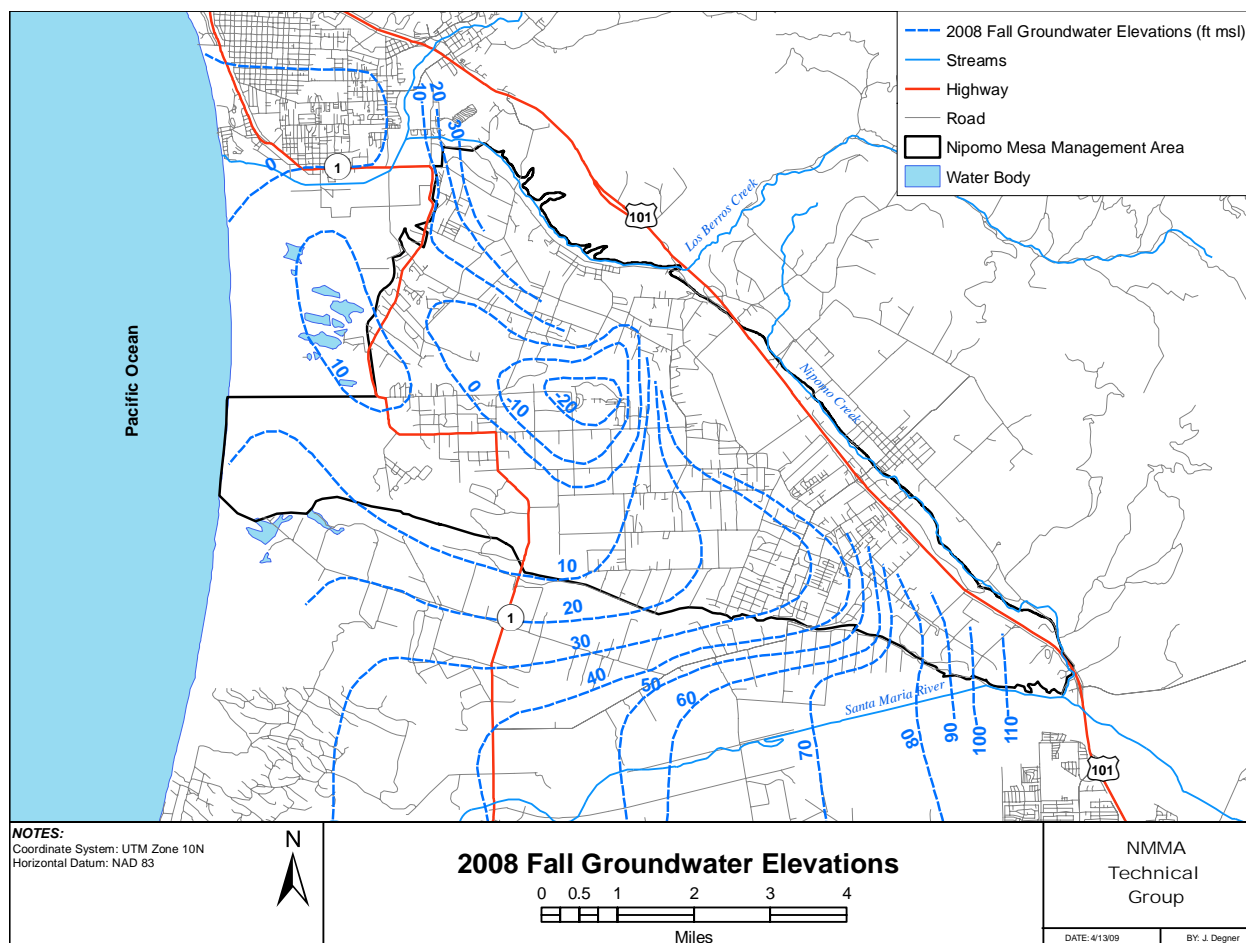 2008 Fall Groundwater Elevations (ft msl)
Streams
Highway
Road
Nipomo Mesa Management Area
Water Body
10
20
30
0
1
101
Los Berros Creek
Pacific Ocean
10
0
-10
-20
Nipomo Creek
10
20
1
30
40
50
60
70
80
90
100
110
Santa Maria River
101
NOTES:
Coordinate System: UTM Zone 10N
Horizontal Datum: NAD 83
N
2008 Fall Groundwater Elevations
0 0.5 1 2 3 4
Miles
NMMA
Technical
Group
DATE: 4/13/09 BY: J. Degner